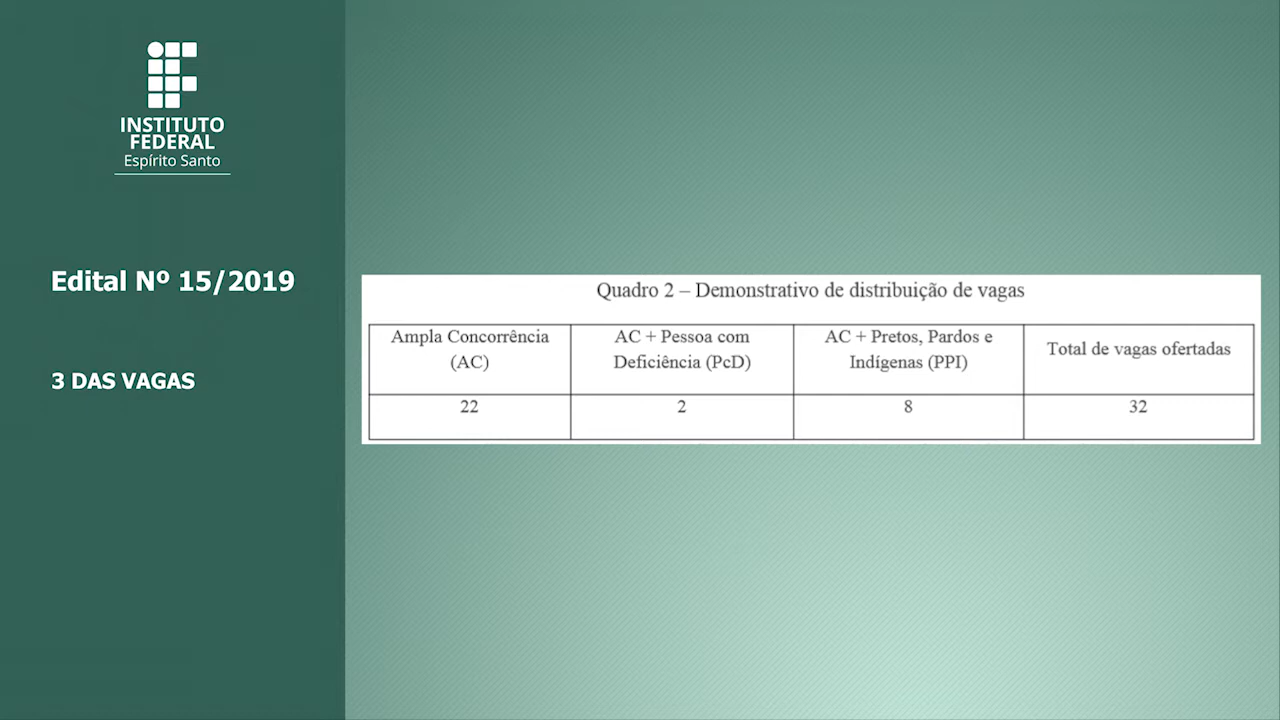 INSTITUTO
FEDERAL
Espírito Santo
Edital Nº 15/2019
3 DAS VAGAS
Quadro 2 – Demonstrativo de distribuição de vagas
Ampla Concorrência
(AC)
AC + Pessoa com
Deficiência (PcD)
AC + Pretos, Pardos e
Indígenas (PPI)
Total de vagas ofertadas
22
2
8
32